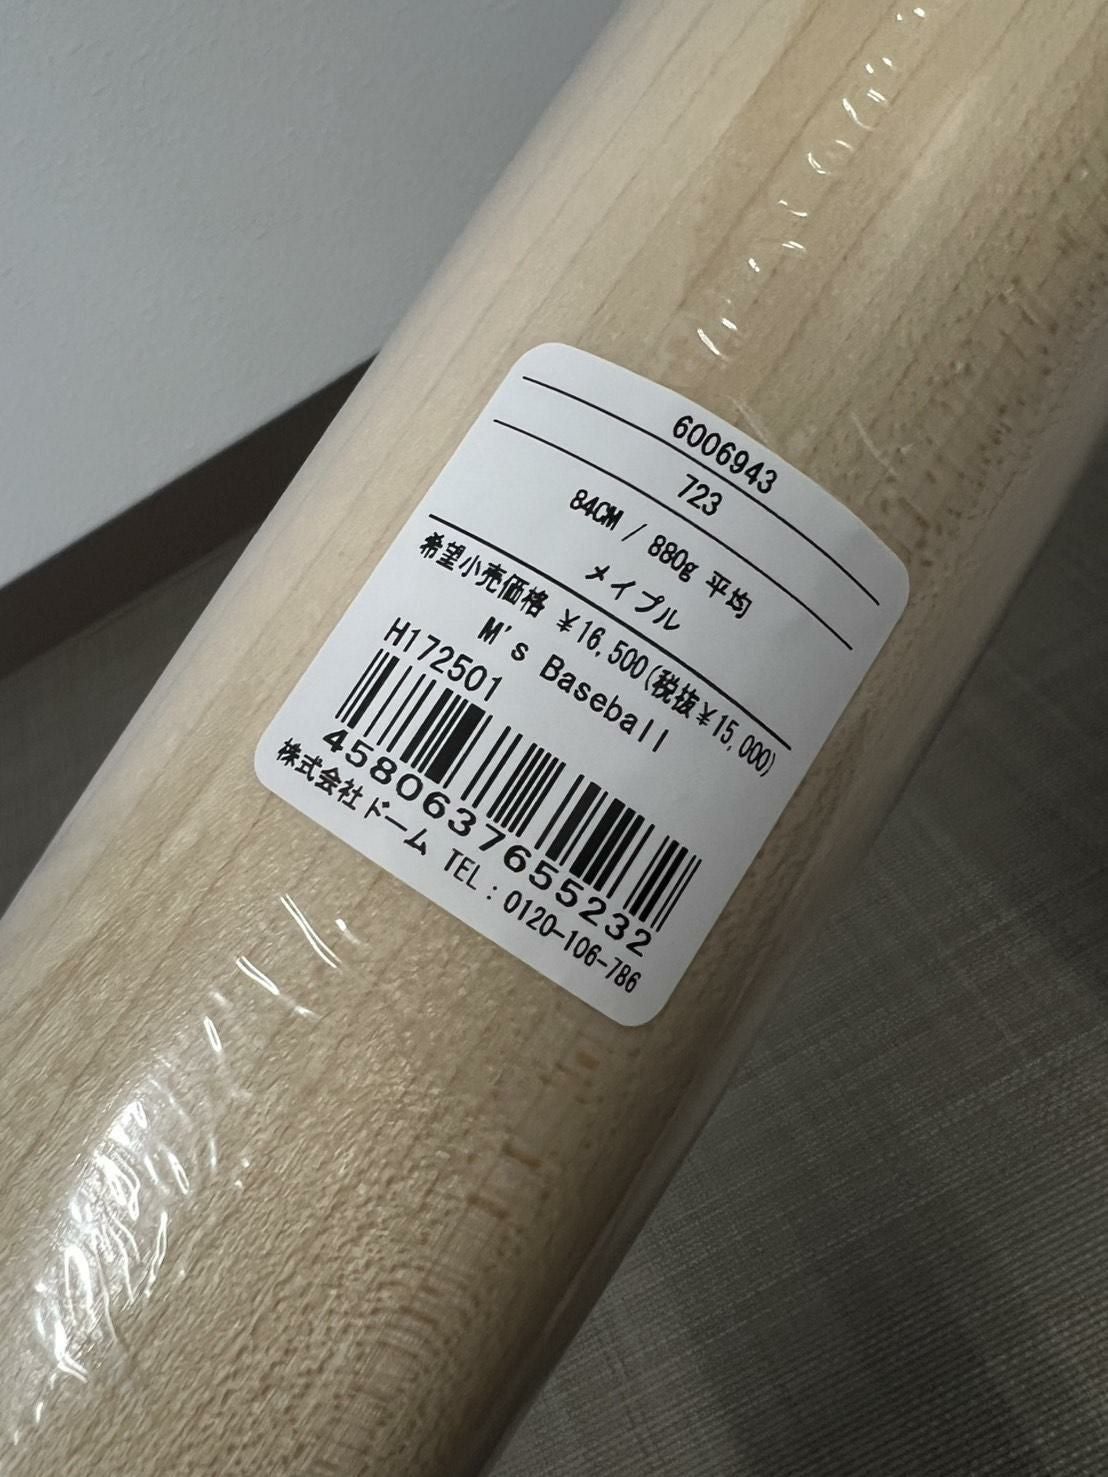 6006943
723
84CM / 880g 平均
メイプル
希望小売価格 ¥16,500(税抜¥15,000)
M's Baseball
H172501
4580637655232
株式会社ドーム TEL:0120-106-786